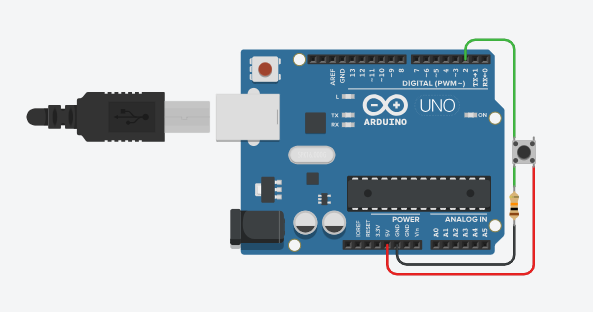 AREF
GND
13
12
~11
~10
~9
8
7
~6
~5
4
~3
2
TX→1
RX←0
DIGITAL (PWM~)
L
TX
RX
ARDUINO
UNO
ON
POWER
ANALOG IN
IOREF
RESET
3.3V
5V
GND
GND
Vin
A0
A1
A2
A3
A4
A5